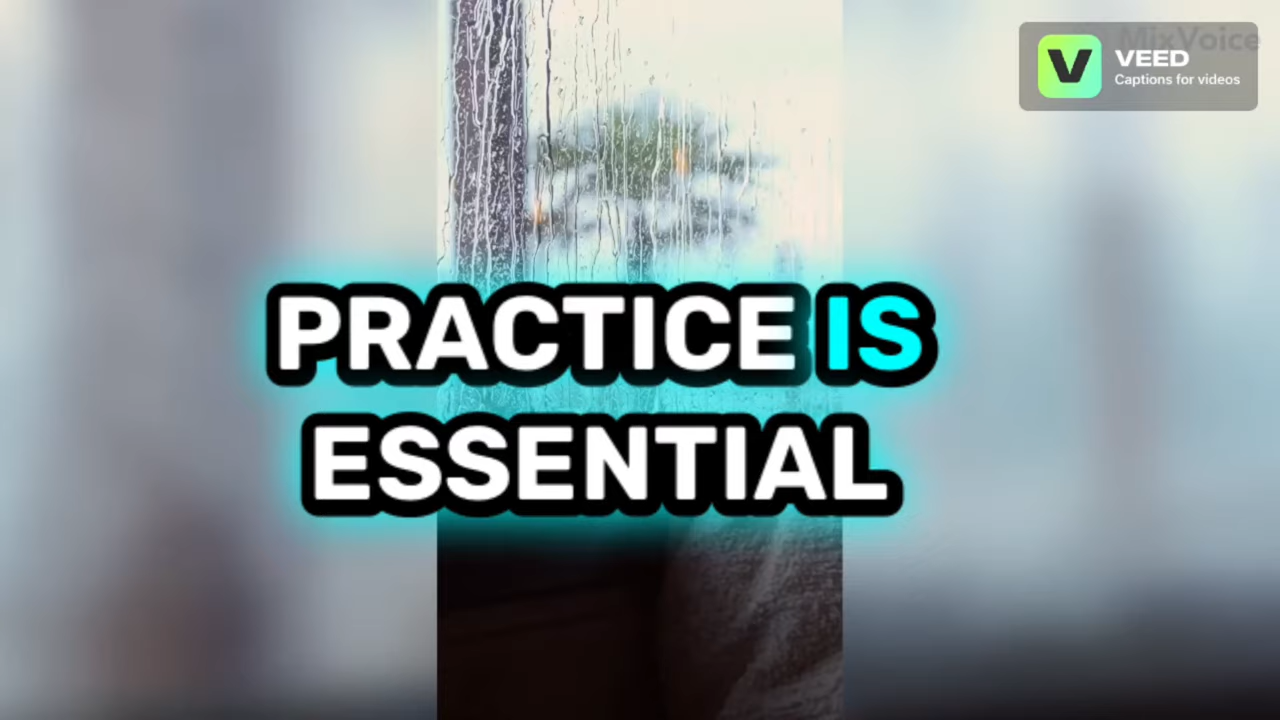 MixVoice
VEED
Captions for videos
PRACTICE IS
ESSENTIAL